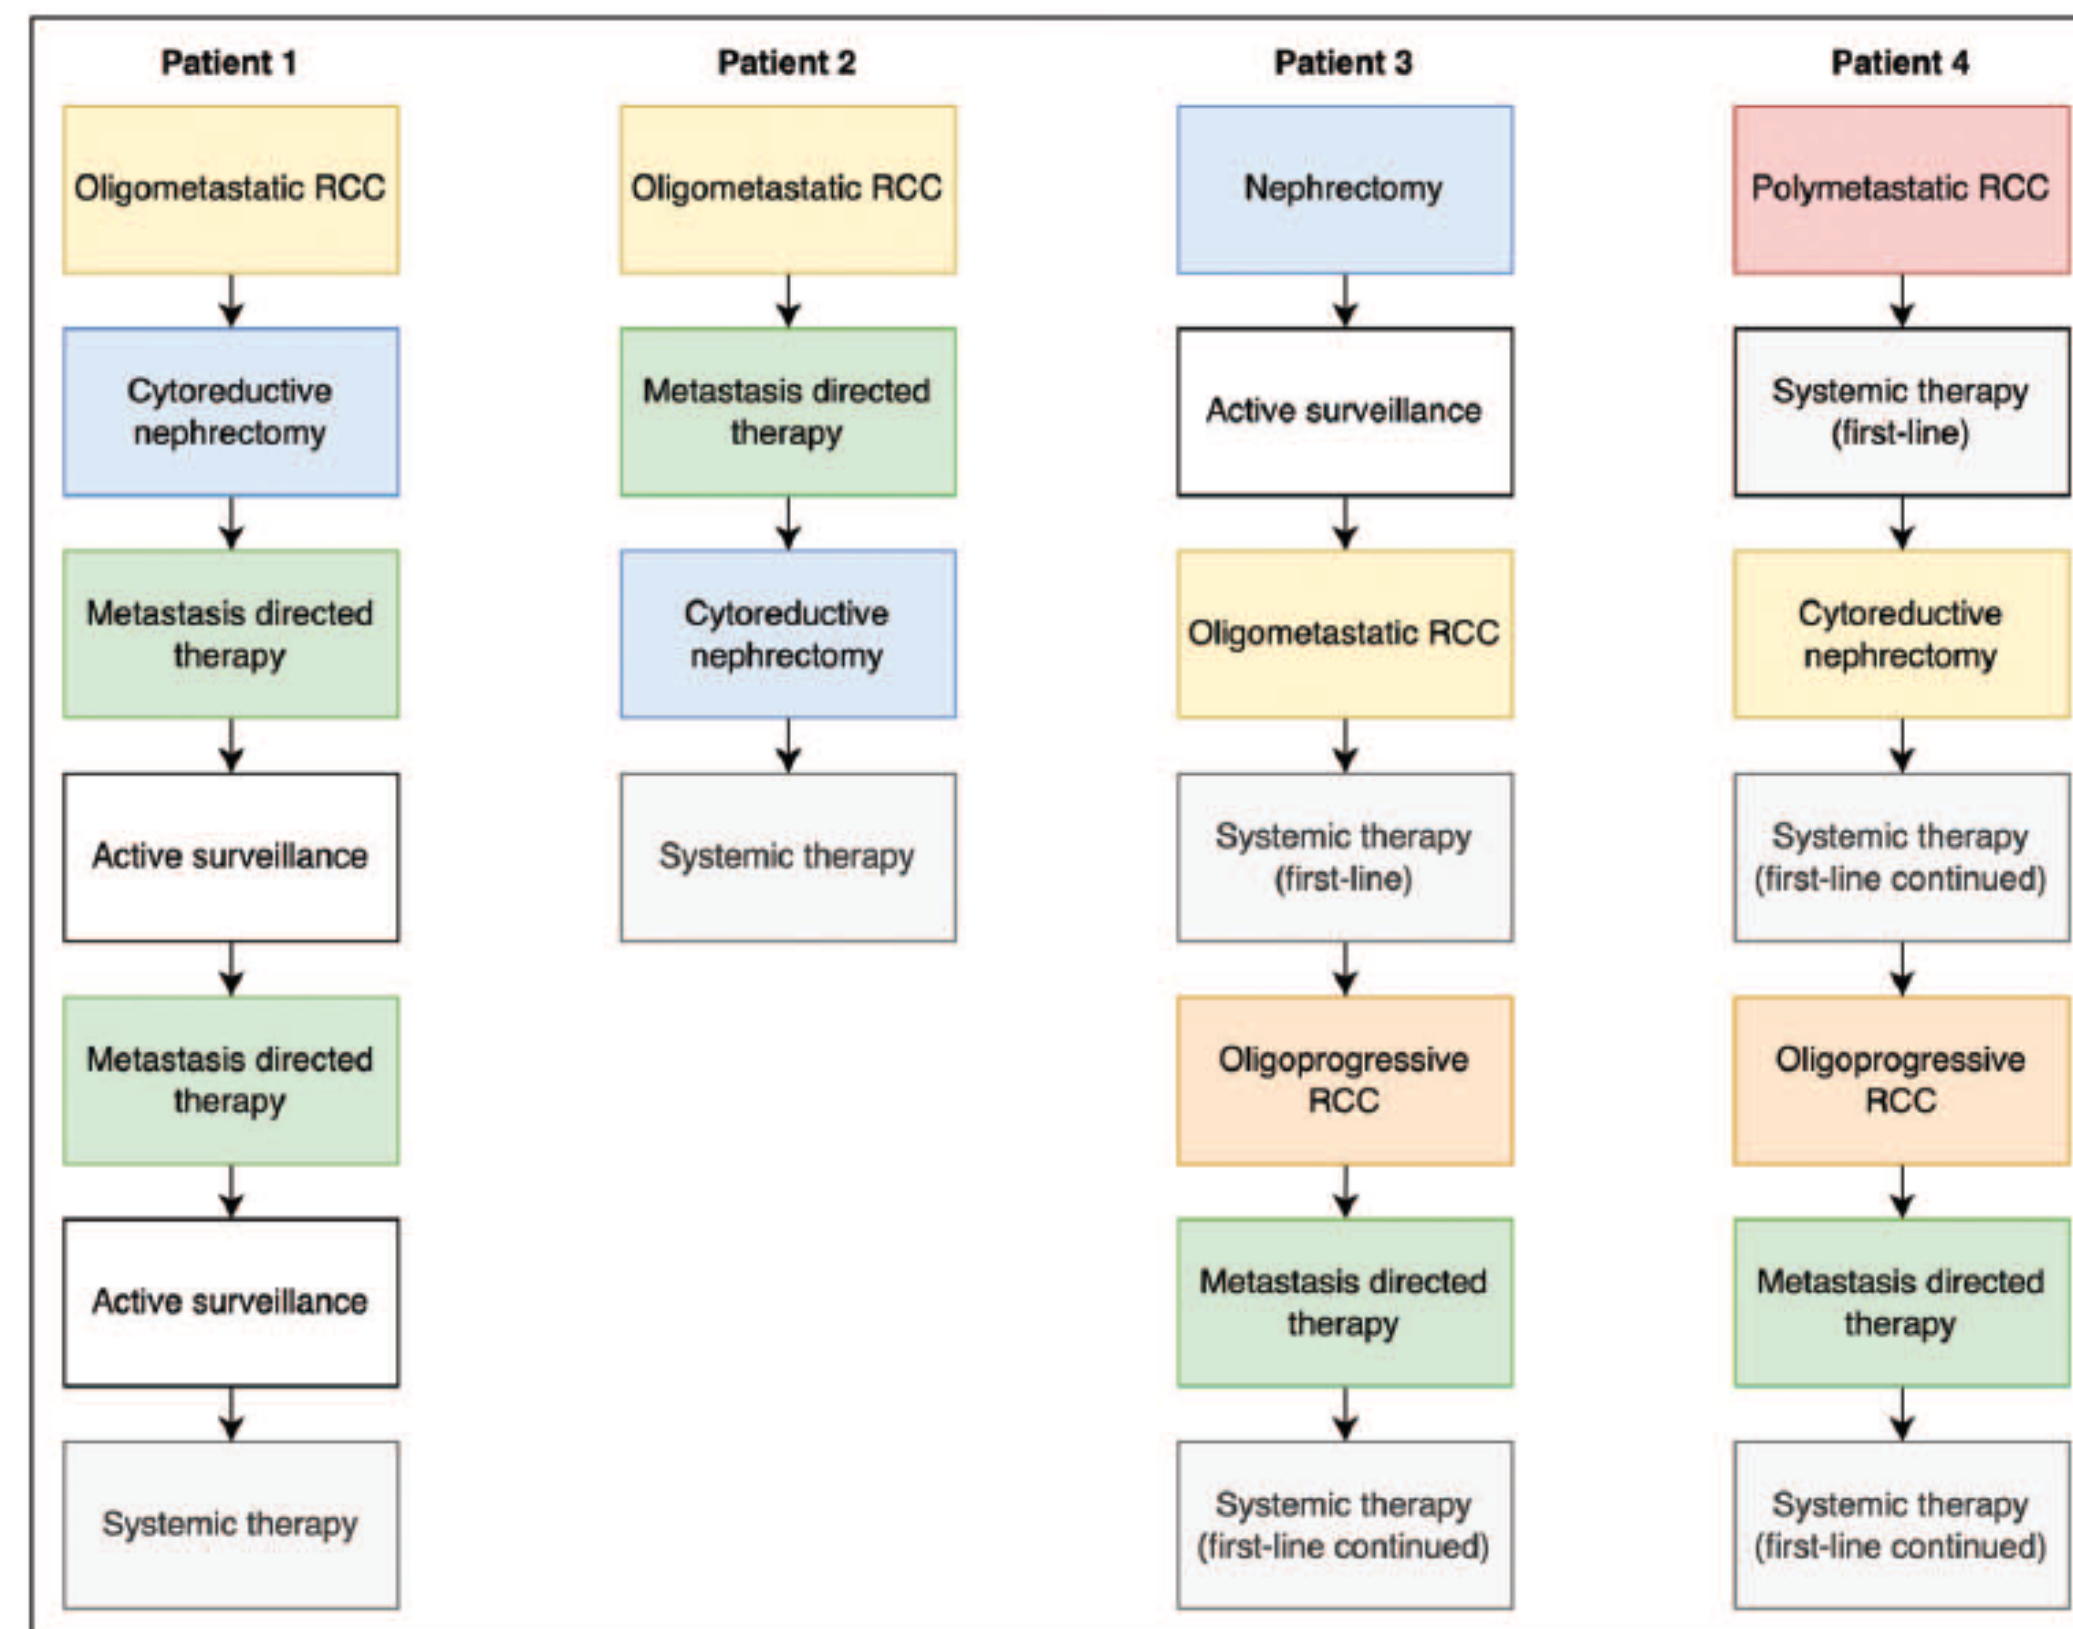 Patient 1
Oligometastatic RCC
Cytoreductive
nephrectomy
Metastasis directed
therapy
Active surveillance
Metastasis directed
therapy
Active surveillance
Systemic therapy
Patient 2
Oligometastatic RCC
Metastasis directed
therapy
Cytoreductive
nephrectomy
Systemic therapy
Patient 3
Nephrectomy
Active surveillance
Oligometastatic RCC
Systemic therapy
(first-line)
Oligoprogressive
RCC
Metastasis directed
therapy
Systemic therapy
(first-line continued)
Patient 4
Polymetastatic RCC
Systemic therapy
(first-line)
Cytoreductive
nephrectomy
Systemic therapy
(first-line continued)
Oligoprogressive
RCC
Metastasis directed
therapy
Systemic therapy
(first-line continued)